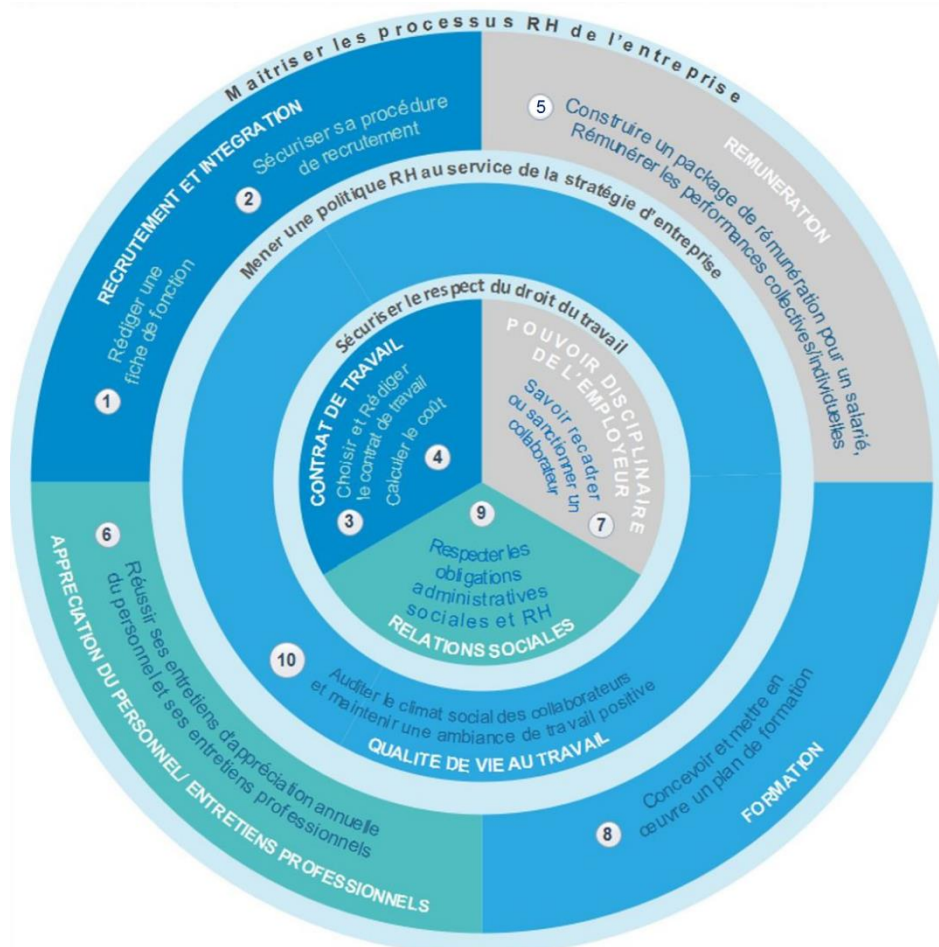 Maitriser les processus RH de l'entreprise
RECRUTEMENT ET INTEGRATION
1
Rédiger une
fiche de fonction
2
Sécuriser sa procédure
de recrutement
REMUNERATION
5
Construire un package de rémunération pour un salarié,
Rémunérer les performances collectives/individuelles
Mener une politique RH au service de la stratégie d'entreprise
Sécuriser le respect du droit du travail
CONTRAT DE TRAVAIL
3
Choisir et Rédiger
le contrat de travail
4
Calculer le coût
POUVOIR DISCIPLINAIRE
DE L'EMPLOYEUR
Savoir recadrer
ou sanctionner un
collaborateur
7
9
Respecter les
obligations
administratives
sociales et RH
RELATIONS SOCIALES
10
Auditer le climat social des collaborateurs
et maintenir une ambiance de travail positive
QUALITE DE VIE AU TRAVAIL
6
Réussir ses entretiens d'appréciation annuelle
du personnel et ses entretiens professionnels
APPRECIATION DU PERSONNEL/ ENTRETIENS PROFESSIONNELS
8
Concevoir et mettre en
œuvre un plan de formation
FORMATION